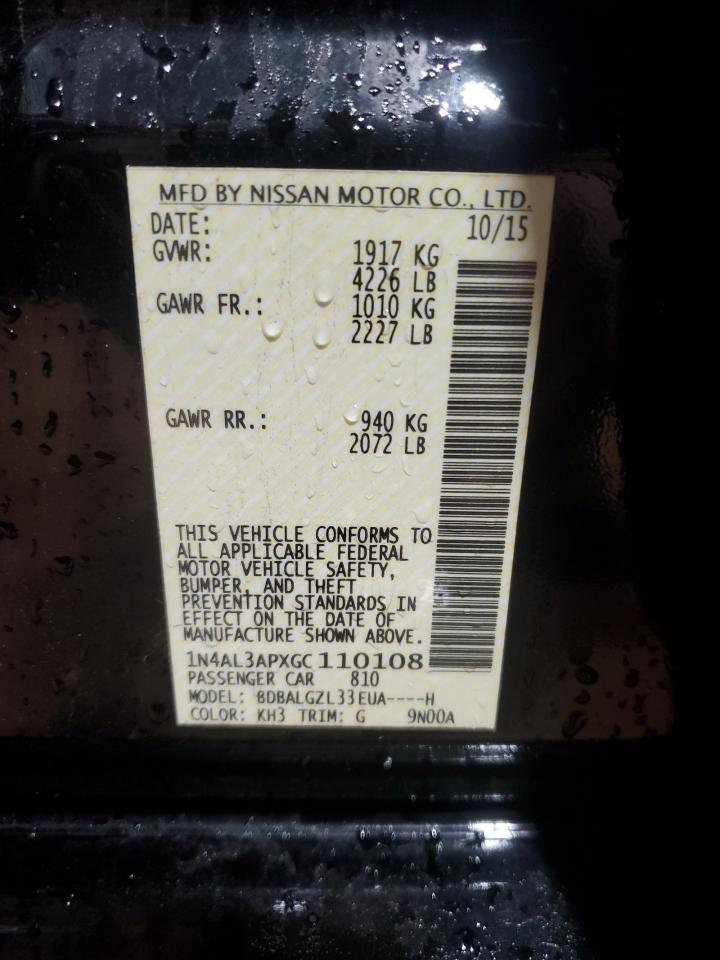 MFD BY NISSAN MOTOR CO., LTD.
DATE: 10/15
GVWR: 1917 KG
4226 LB
GAWR FR.: 1010 KG
2227 LB
GAWR RR.: 940 KG
2072 LB
THIS VEHICLE CONFORMS TO
ALL APPLICABLE FEDERAL
MOTOR VEHICLE SAFETY,
BUMPER, AND THEFT
PREVENTION STANDARDS IN
EFFECT ON THE DATE OF
MANUFACTURE SHOWN ABOVE.
1N4AL3APXGC110108
PASSENGER CAR 810
MODEL: BDBALGZL33EUA----H
COLOR: KH3 TRIM: G 9N00A